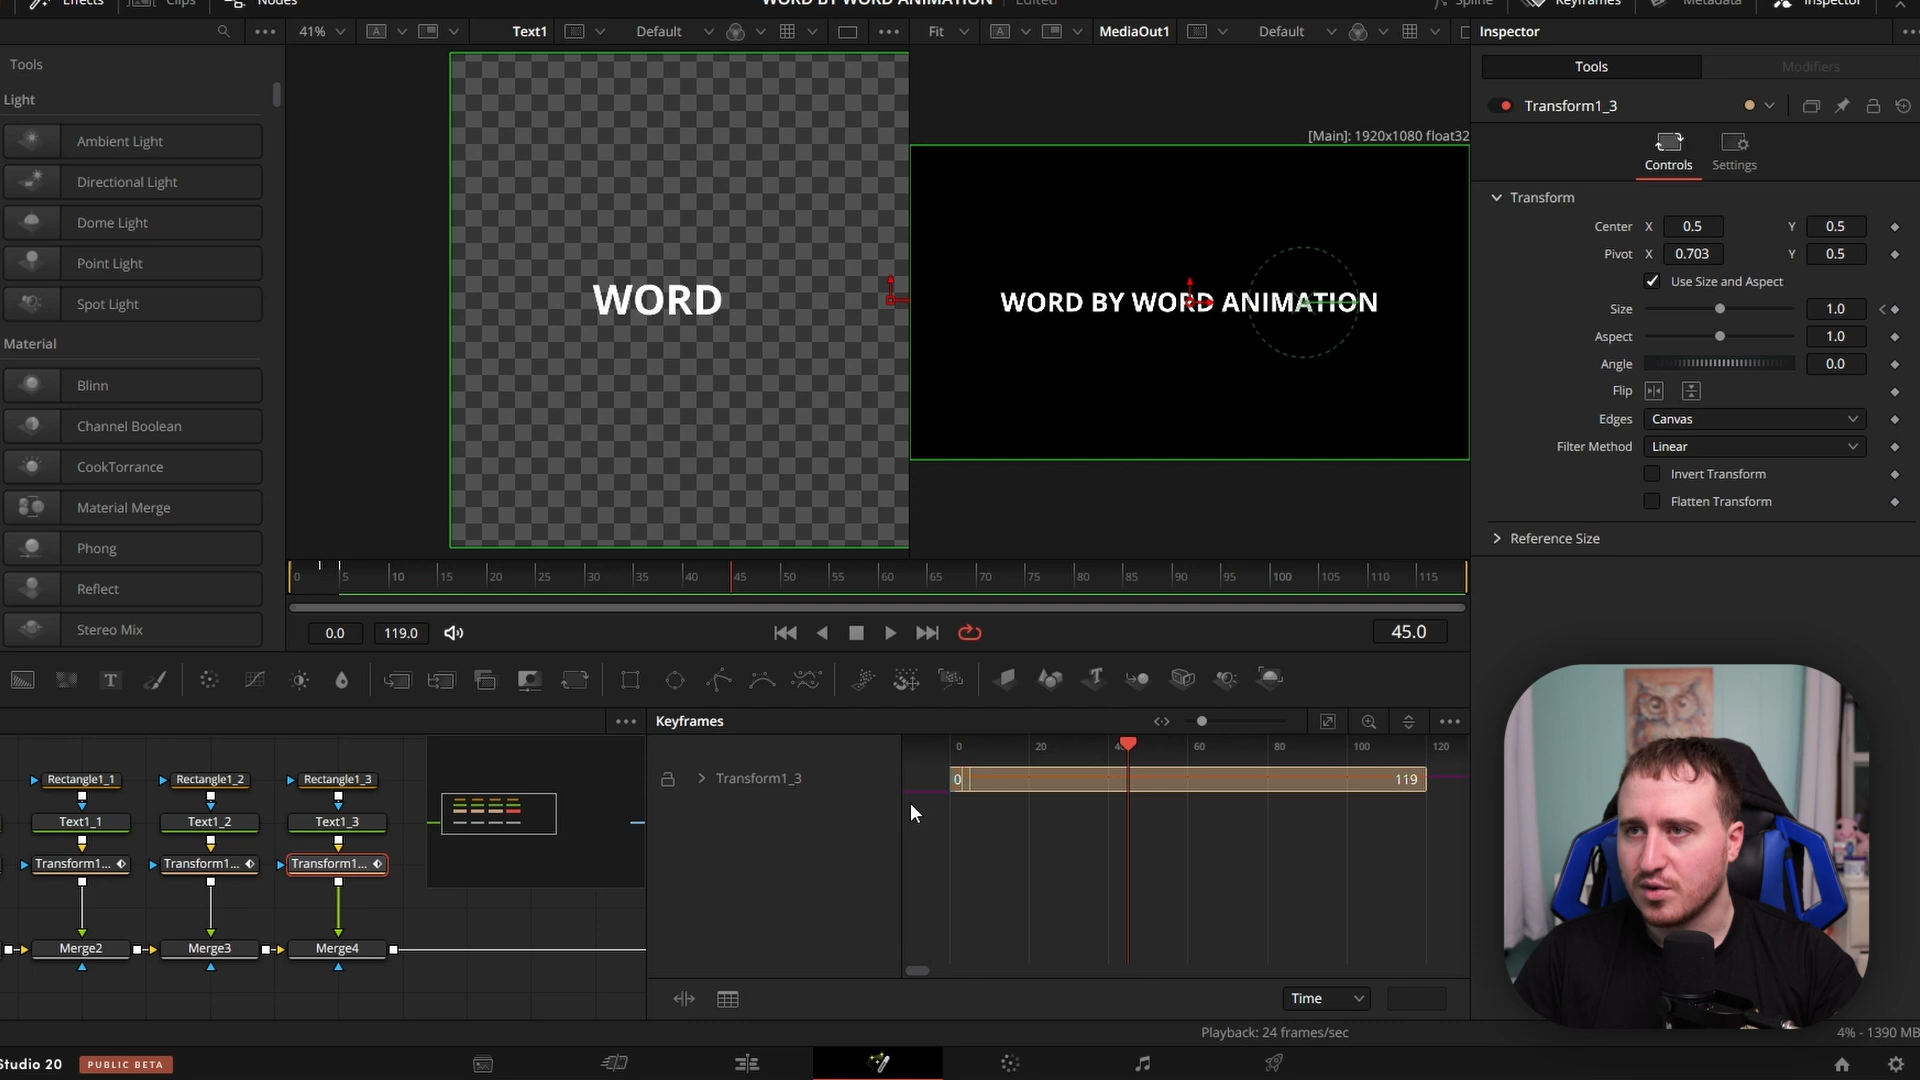 Effects
Clips
Nodes
WORD BY WORD ANIMATION
Edited
Spline
Keyframes
Metadata
Inspector
41%
Text1
Default
Fit
MediaOut1
Default
Inspector
Tools
Light
Ambient Light
Directional Light
Dome Light
Point Light
Spot Light
Material
Blinn
Channel Boolean
CookTorrance
Material Merge
Phong
Reflect
Stereo Mix
WORD
[Main]: 1920x1080 float32
WORD BY WORD ANIMATION
Tools
Modifiers
Transform1_3
Controls
Settings
Transform
Center X 0.5 Y 0.5
Pivot X 0.703 Y 0.5
Use Size and Aspect
Size 1.0
Aspect 1.0
Angle 0.0
Flip
Edges Canvas
Filter Method Linear
Invert Transform
Flatten Transform
Reference Size
0 5 10 15 20 25 30 35 40 45 50 55 60 65 70 75 80 85 90 95 100 105 110 115
0.0
119.0
45.0
Keyframes
0 20 60 80 100 120
Transform1_3
0
119
Rectangle1_1
Rectangle1_2
Rectangle1_3
Text1_1
Text1_2
Text1_3
Transform1...
Transform1...
Transform1...
Merge2
Merge3
Merge4
Time
Playback: 24 frames/sec
4% - 1390 MB
Studio 20
PUBLIC BETA